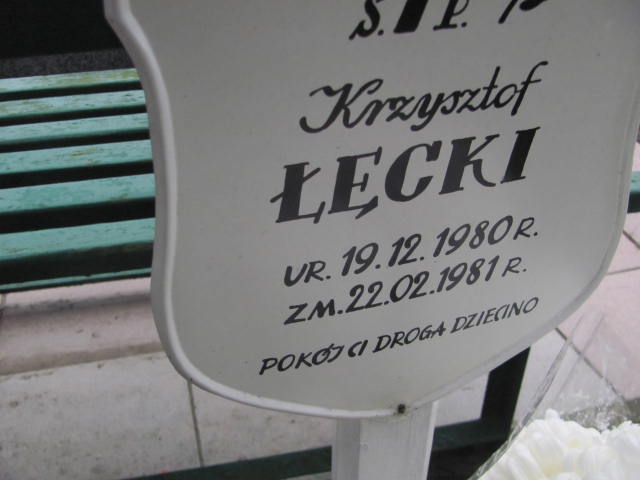 Ś. P.
Krzysztof
ŁĘCKI
UR. 19.12.1980 R.
ZM. 22.02.1981 R.
POKÓJ CI DROGA DZIECINO